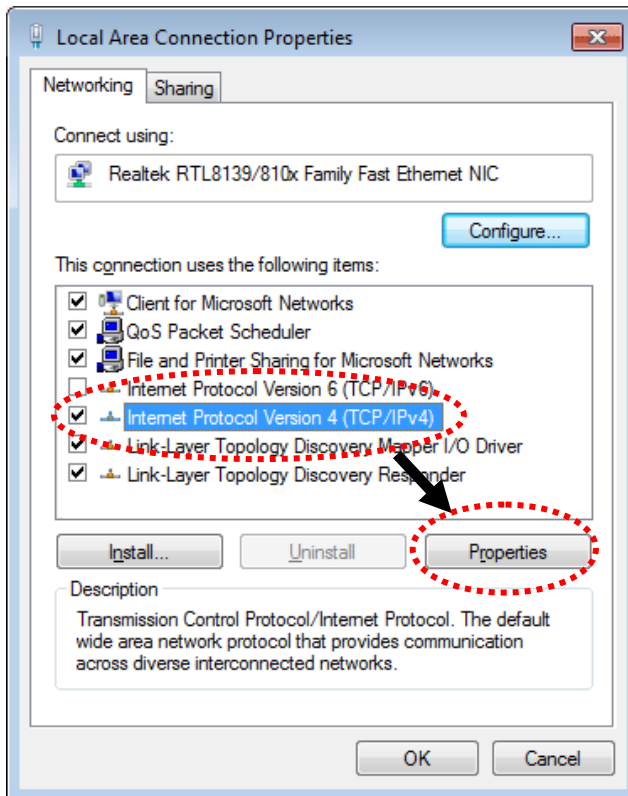 Local Area Connection Properties
Networking
Sharing
Connect using:
Realtek RTL8139/810x Family Fast Ethernet NIC
Configure...
This connection uses the following items:
Client for Microsoft Networks
QoS Packet Scheduler
File and Printer Sharing for Microsoft Networks
Internet Protocol Version 6 (TCP/IPv6)
Internet Protocol Version 4 (TCP/IPv4)
Link-Layer Topology Discovery Mapper I/O Driver
Link-Layer Topology Discovery Responder
Install...
Uninstall
Properties
Description
Transmission Control Protocol/Internet Protocol. The default
wide area network protocol that provides communication
across diverse interconnected networks.
OK
Cancel